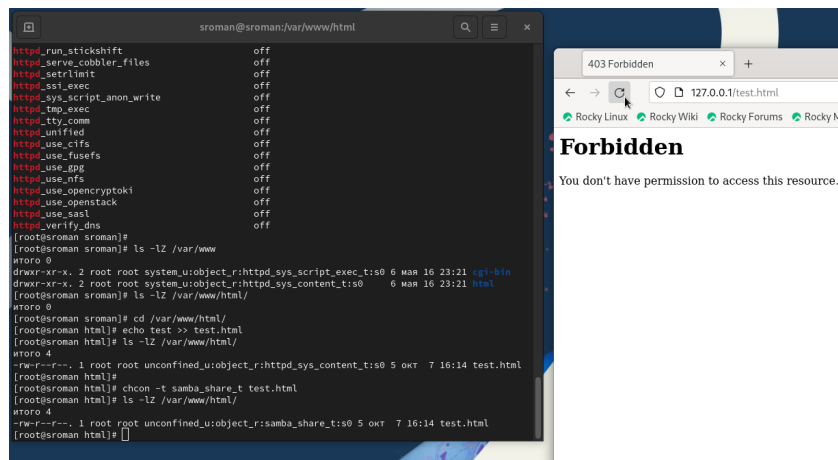 sroman@sroman:/var/www/html
httpd_run_stickshift off
httpd_serve_cobbler_files off
httpd_setrlimit off
httpd_ssi_exec off
httpd_sys_script_anon_write off
httpd_tmp_exec off
httpd_tty_comm off
httpd_unified off
httpd_use_cifs off
httpd_use_fusefs off
httpd_use_gpg off
httpd_use_nfs off
httpd_use_opencryptoki off
httpd_use_openstack off
httpd_use_sasl off
httpd_verify_dns off
[root@sroman sroman]#
[root@sroman sroman]# ls -lZ /var/www
итого 0
drwxr-xr-x. 2 root root system_u:object_r:httpd_sys_script_exec_t:s0 6 мая 16 23:21 cgi-bin
drwxr-xr-x. 2 root root system_u:object_r:httpd_sys_content_t:s0 6 мая 16 23:21 html
[root@sroman sroman]# ls -lZ /var/www/html/
итого 0
[root@sroman sroman]# cd /var/www/html/
[root@sroman html]# echo test >> test.html
[root@sroman html]# ls -lZ /var/www/html/
итого 4
-rw-r--r--. 1 root root unconfined_u:object_r:httpd_sys_content_t:s0 5 окт 7 16:14 test.html
[root@sroman html]#
[root@sroman html]# chcon -t samba_share_t test.html
[root@sroman html]# ls -lZ /var/www/html/
итого 4
-rw-r--r--. 1 root root unconfined_u:object_r:samba_share_t:s0 5 окт 7 16:14 test.html
[root@sroman html]#
403 Forbidden
127.0.0.1/test.html
Rocky Linux Rocky Wiki Rocky Forums Rocky M
Forbidden
You don't have permission to access this resource.